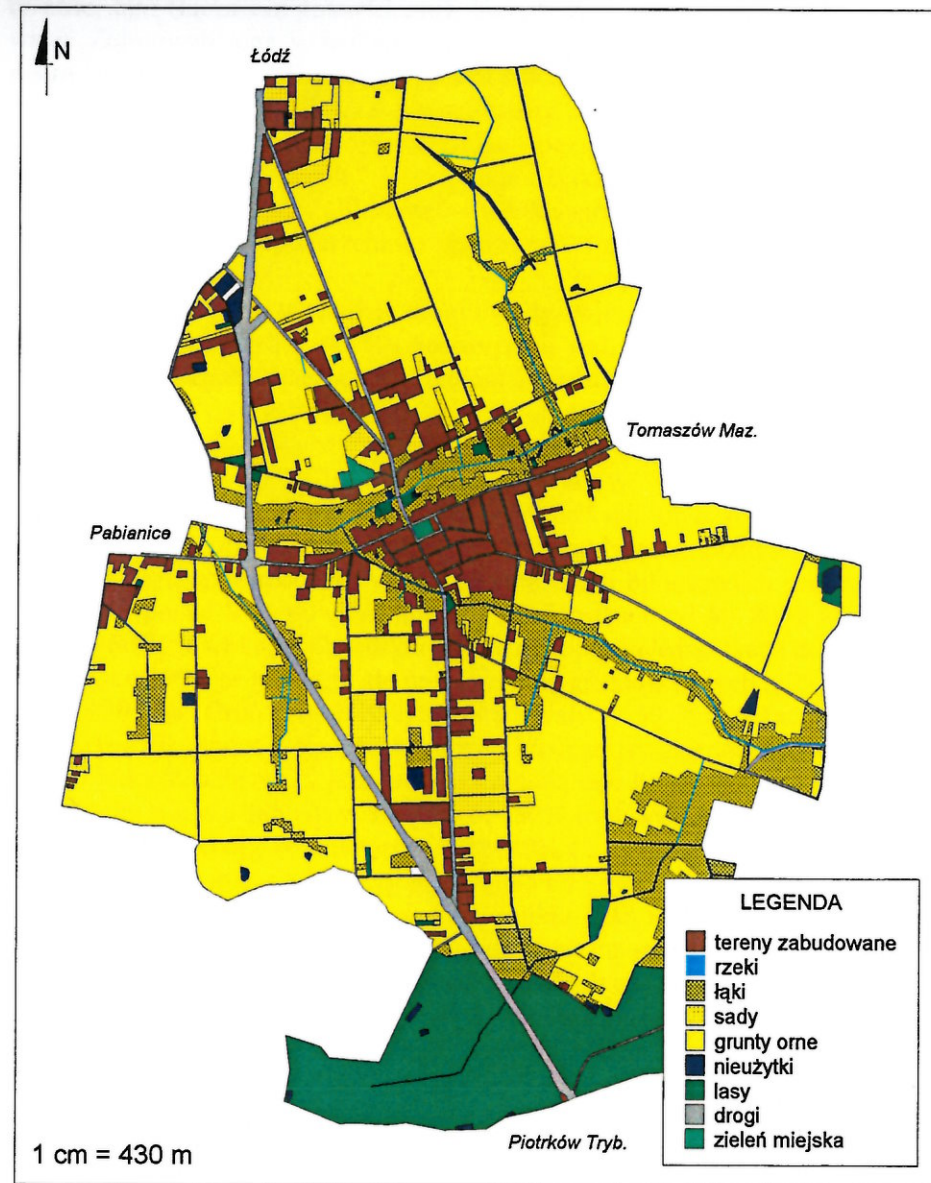 N
Łódź
Tomaszów Maz.
Pabianice
LEGENDA
tereny zabudowane
rzeki
łąki
sady
grunty orne
nieużytki
lasy
drogi
zieleń miejska
Piotrków Tryb.
1 cm = 430 m